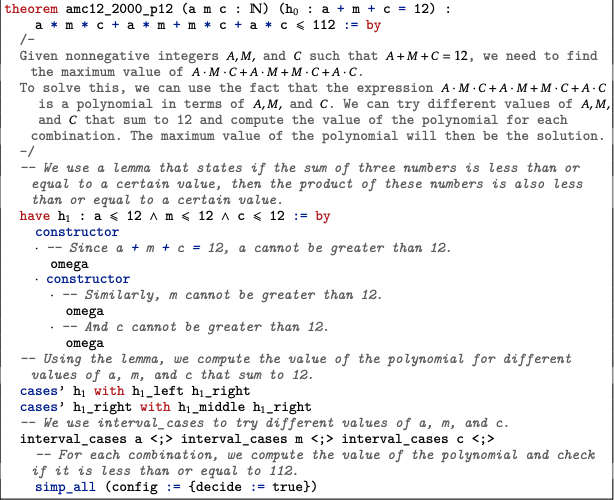 theorem amc12_2000_p12 (a m c : ℕ) (h₀ : a + m + c = 12) :
a * m * c + a * m + m * c + a * c ⩽ 112 := by
/-
Given nonnegative integers A,M, and C such that A+M+C=12, we need to find
the maximum value of A·M·C+A·M+M·C+A·C.
To solve this, we can use the fact that the expression A·M·C+A·M+M·C+A·C
is a polynomial in terms of A,M, and C. We can try different values of A,M,
and C that sum to 12 and compute the value of the polynomial for each
combination. The maximum value of the polynomial will then be the solution.
-/
-- We use a lemma that states if the sum of three numbers is less than or
equal to a certain value, then the product of these numbers is also less
than or equal to a certain value.
have h₁ : a ⩽ 12 ∧ m ⩽ 12 ∧ c ⩽ 12 := by
constructor
· -- Since a + m + c = 12, a cannot be greater than 12.
omega
· constructor
· -- Similarly, m cannot be greater than 12.
omega
· -- And c cannot be greater than 12.
omega
-- Using the lemma, we compute the value of the polynomial for different
values of a, m, and c that sum to 12.
cases' h₁ with h₁_left h₁_right
cases' h₁_right with h₁_middle h₁_right
-- We use interval_cases to try different values of a, m, and c.
interval_cases a <;> interval_cases m <;> interval_cases c <;>
-- For each combination, we compute the value of the polynomial and check
if it is less than or equal to 112.
simp_all (config := {decide := true})